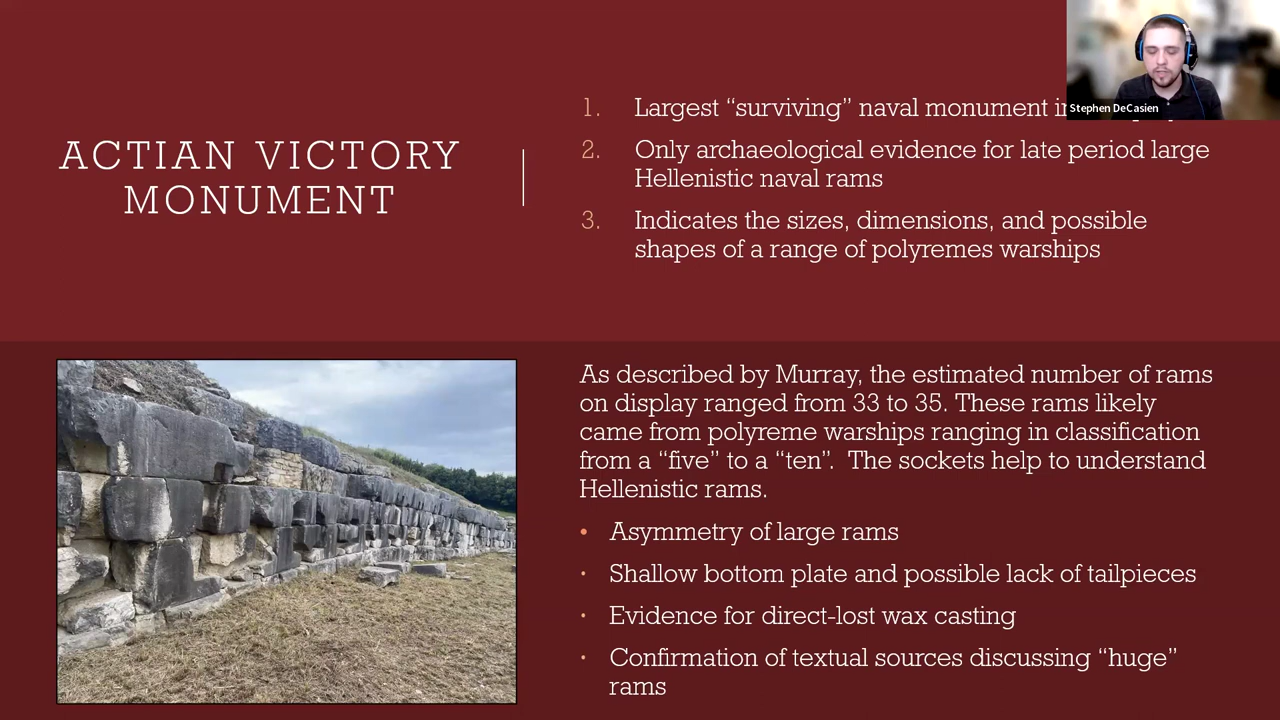 ACTIAN VICTORY
MONUMENT
1. Largest “surviving” naval monument in
Stephen DeCasien
2. Only archaeological evidence for late period large
Hellenistic naval rams
3. Indicates the sizes, dimensions, and possible
shapes of a range of polyremes warships
As described by Murray, the estimated number of rams
on display ranged from 33 to 35. These rams likely
came from polyreme warships ranging in classification
from a “five” to a “ten”. The sockets help to understand
Hellenistic rams.
• Asymmetry of large rams
• Shallow bottom plate and possible lack of tailpieces
• Evidence for direct-lost wax casting
• Confirmation of textual sources discussing “huge”
rams